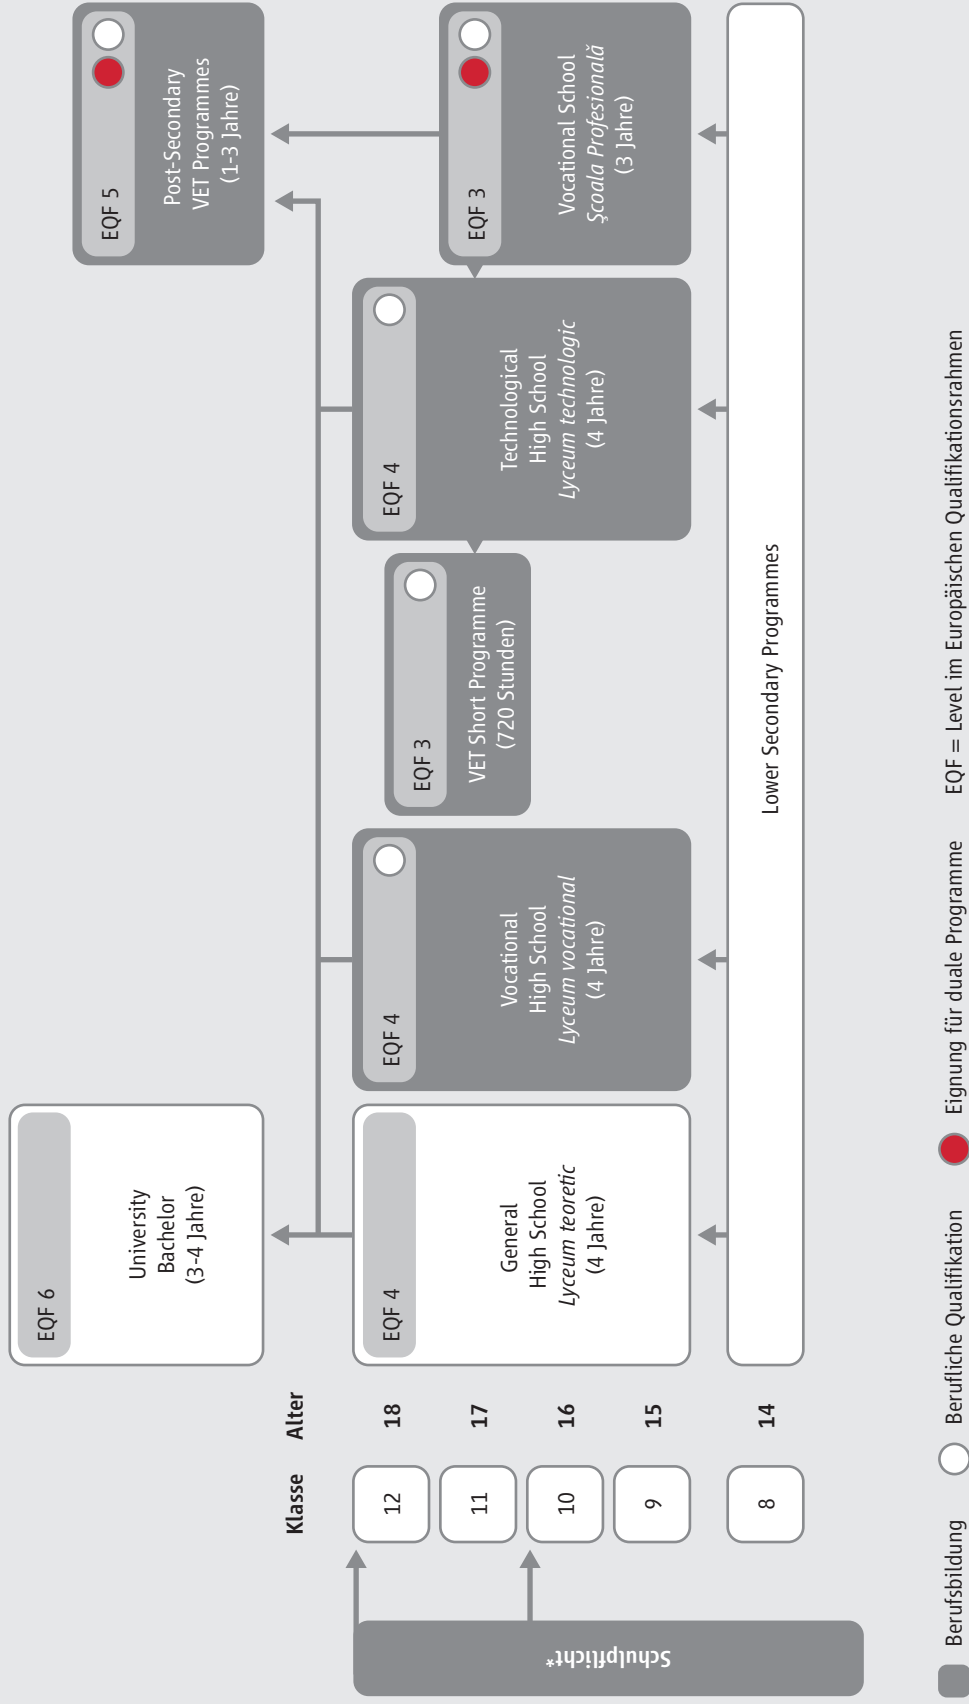 EQF 6
University
Bachelor
(3-4 Jahre)
EQF 5
Post-Secondary
VET Programmes
(1-3 Jahre)
Klasse
Alter
12
18
11
17
10
16
9
15
8
14
Schulpflicht*
EQF 4
General
High School
Lyceum teoretic
(4 Jahre)
EQF 4
Vocational
High School
Lyceum vocational
(4 Jahre)
EQF 3
VET Short Programme
(720 Stunden)
EQF 4
Technological
High School
Lyceum technologic
(4 Jahre)
EQF 3
Vocational School
Şcoala Profesională
(3 Jahre)
Lower Secondary Programmes
Berufsbildung
Berufliche Qualifikation
Eignung für duale Programme
EQF = Level im Europäischen Qualifikationsrahmen